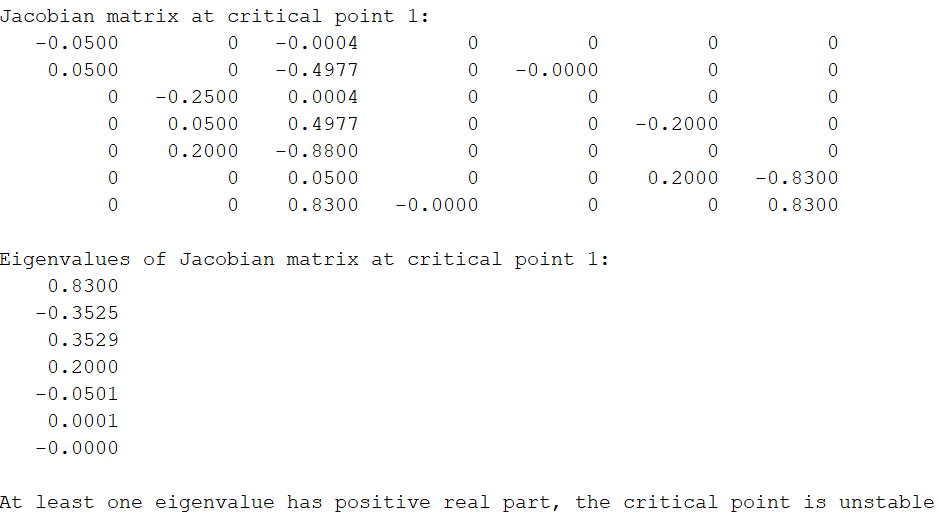 Jacobian matrix at critical point 1:
-0.0500 0 -0.0004 0 0 0 0
0.0500 0 -0.4977 0 -0.0000 0 0
0 -0.2500 0.0004 0 0 0 0
0 0.0500 0.4977 0 0 -0.2000 0
0 0.2000 -0.8800 0 0 0 0
0 0 0.0500 0 0 0.2000 -0.8300
0 0 0.8300 -0.0000 0 0 0.8300
Eigenvalues of Jacobian matrix at critical point 1:
0.8300
-0.3525
0.3529
0.2000
-0.0501
0.0001
-0.0000
At least one eigenvalue has positive real part, the critical point is unstable